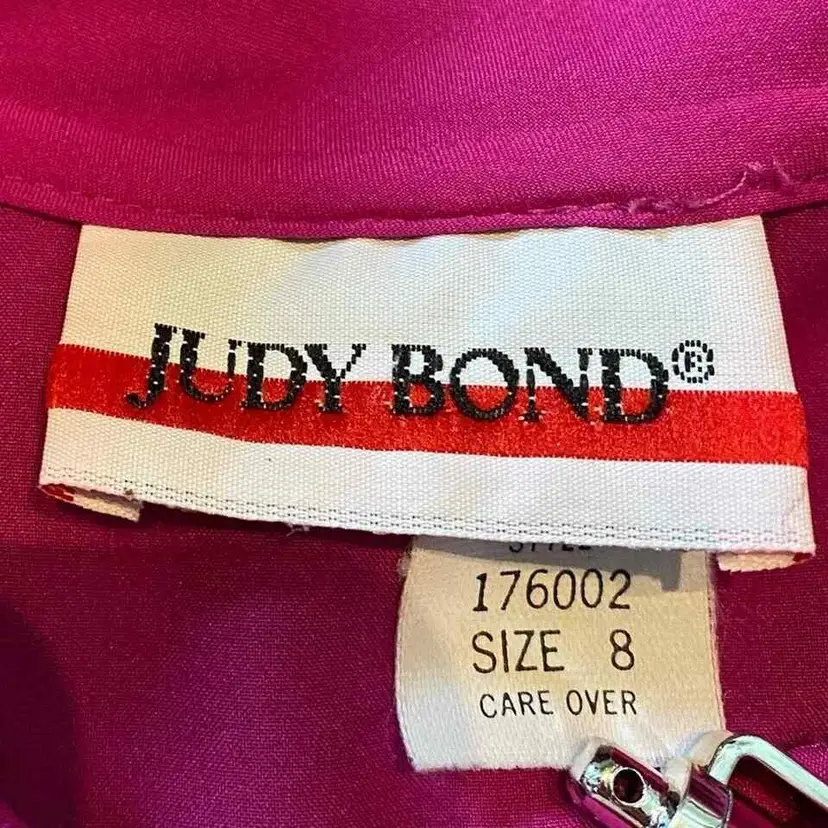 JUDY BOND®
176002
SIZE 8
CARE OVER